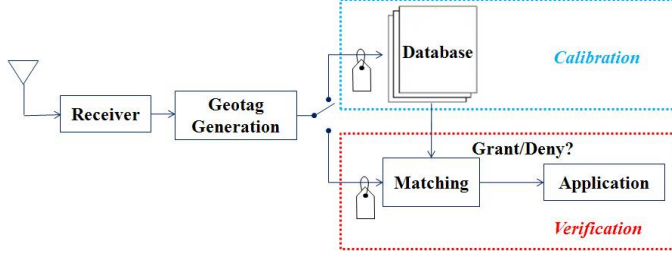 Database
Calibration
Receiver
Geotag
Generation
Grant/Deny?
Matching
Application
Verification